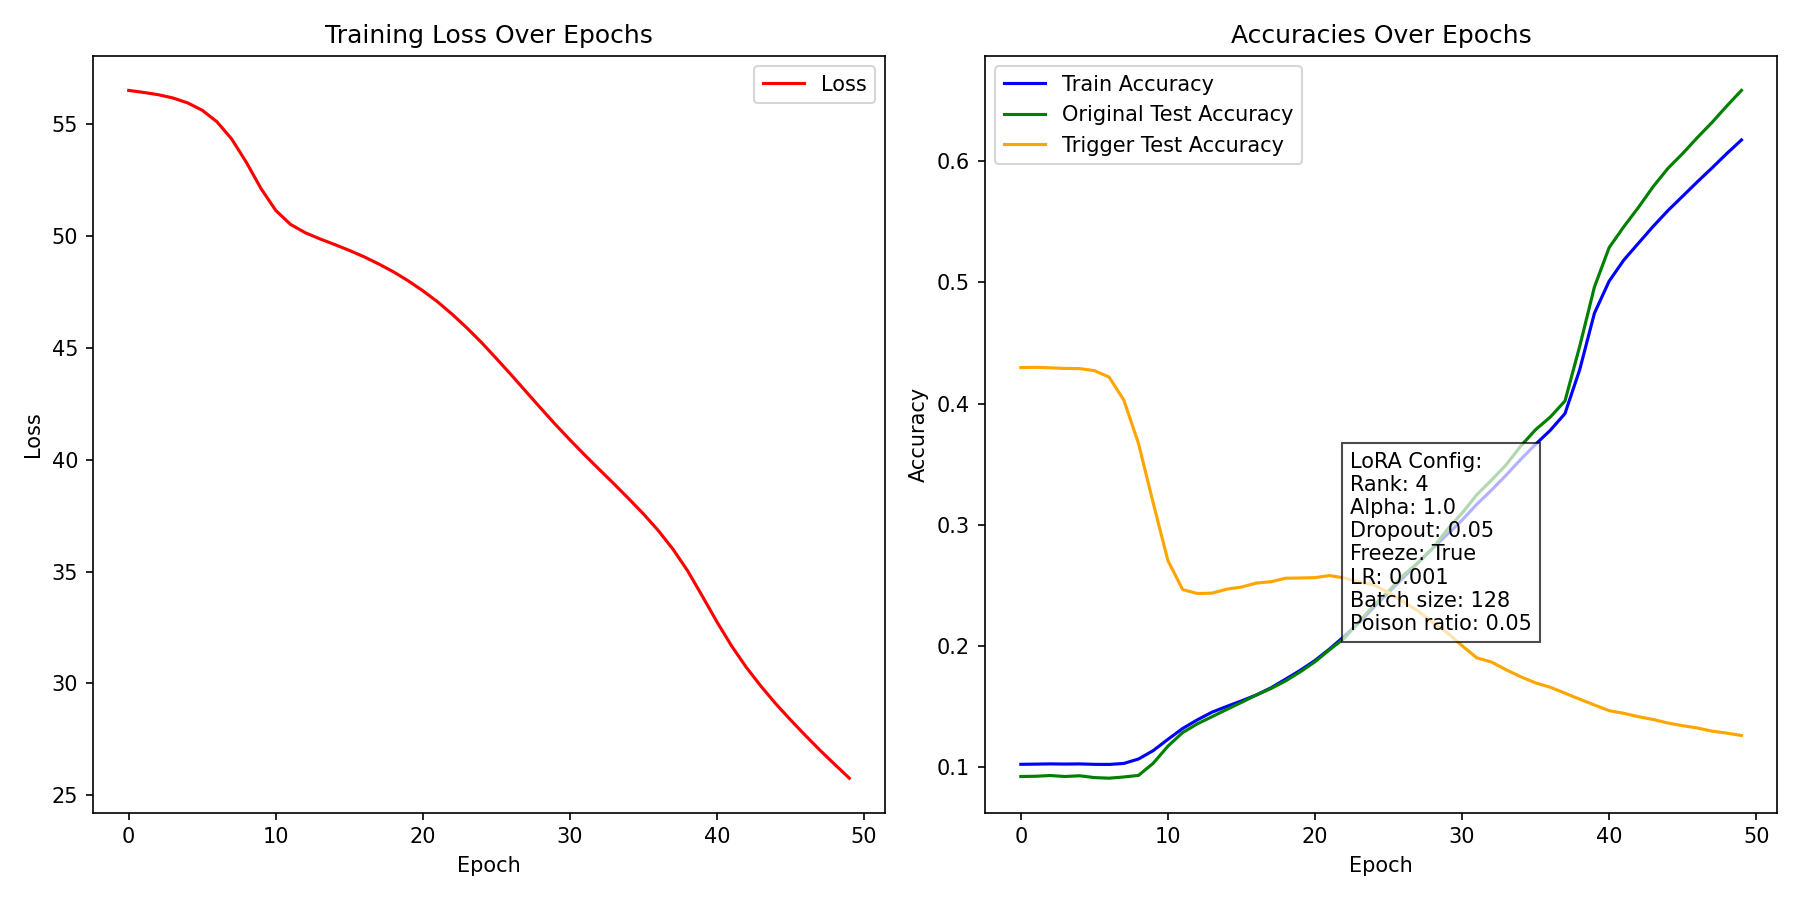 Training Loss Over Epochs
Loss
55
50
45
40
35
30
25
Loss
0 10 20 30 40 50
Epoch
Accuracies Over Epochs
Train Accuracy
Original Test Accuracy
Trigger Test Accuracy
0.6
0.5
0.4
0.3
0.2
0.1
Accuracy
LoRA Config:
Rank: 4
Alpha: 1.0
Dropout: 0.05
Freeze: True
LR: 0.001
Batch size: 128
Poison ratio: 0.05
0 10 20 30 40 50
Epoch